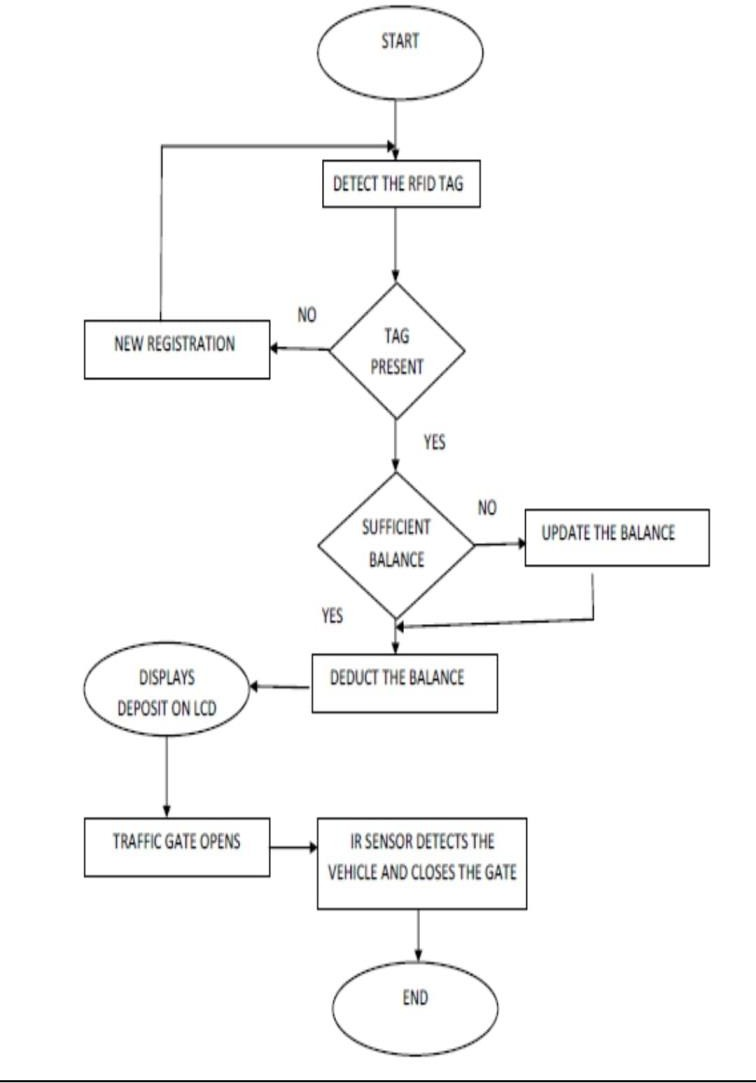 START
DETECT THE RFID TAG
NO
NEW REGISTRATION
TAG
PRESENT
YES
NO
SUFFICIENT
BALANCE
UPDATE THE BALANCE
YES
DEDUCT THE BALANCE
DISPLAYS
DEPOSIT ON LCD
TRAFFIC GATE OPENS
IR SENSOR DETECTS THE
VEHICLE AND CLOSES THE GATE
END